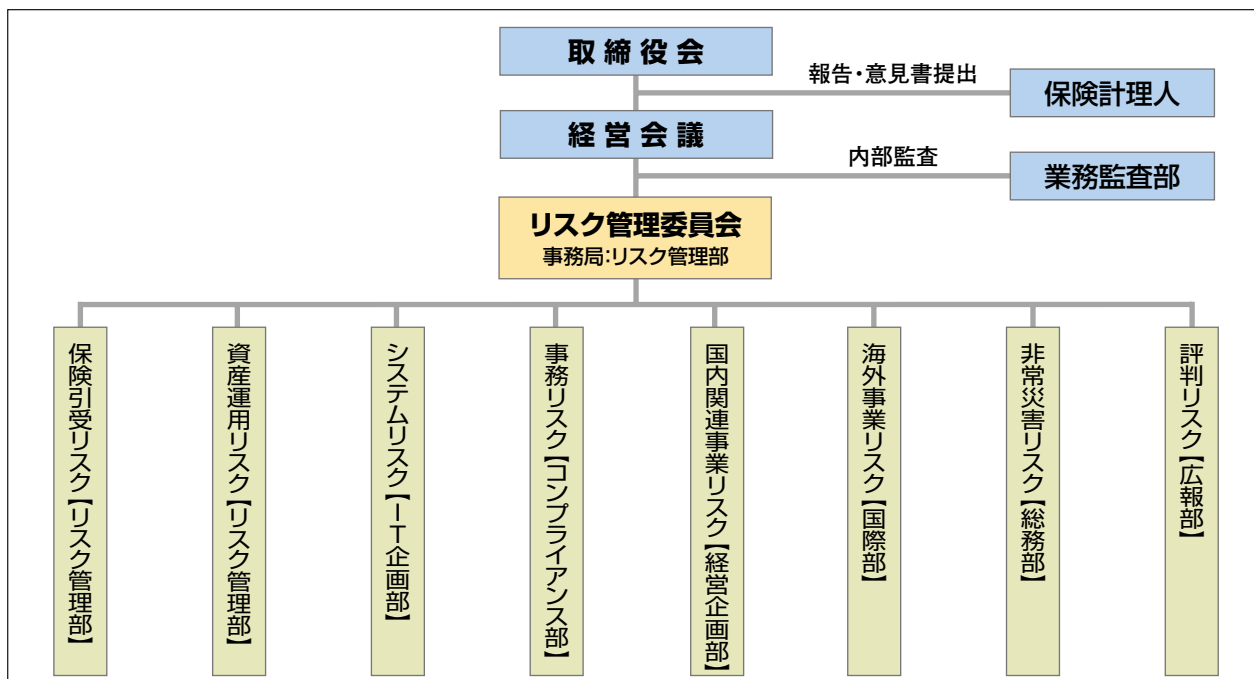 取締役会
報告・意見書提出
保険計理人
経営会議
内部監査
業務監査部
リスク管理委員会
事務局:リスク管理部
保険引受リスク【リスク管理部】
資産運用リスク【リスク管理部】
システムリスク【IT企画部】
事務リスク【コンプライアンス部】
国内関連事業リスク【経営企画部】
海外事業リスク【国際部】
非常災害リスク【総務部】
評判リスク【広報部】